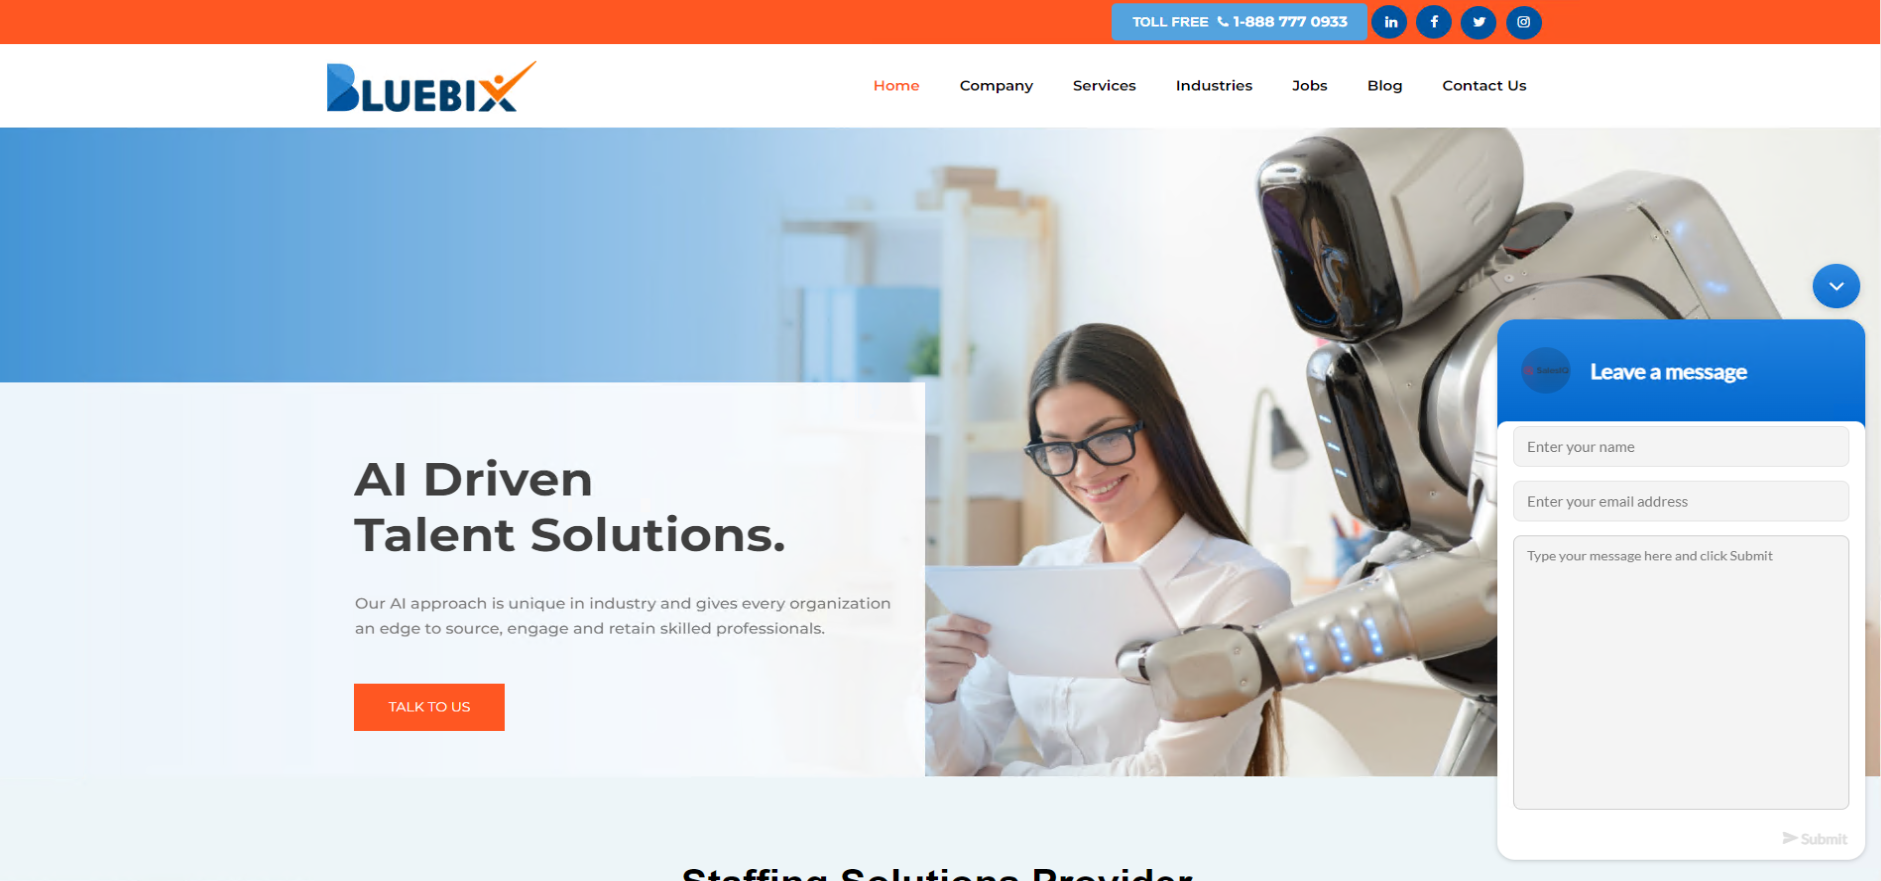 TOLL FREE 1-888 777 0933
BLUEBIX
Home Company Services Industries Jobs Blog Contact Us
AI Driven
Talent Solutions.
Our AI approach is unique in industry and gives every organization
an edge to source, engage and retain skilled professionals.
TALK TO US
Leave a message
Enter your name
Enter your email address
Type your message here and click Submit
Submit
Staffing Solutions Provider